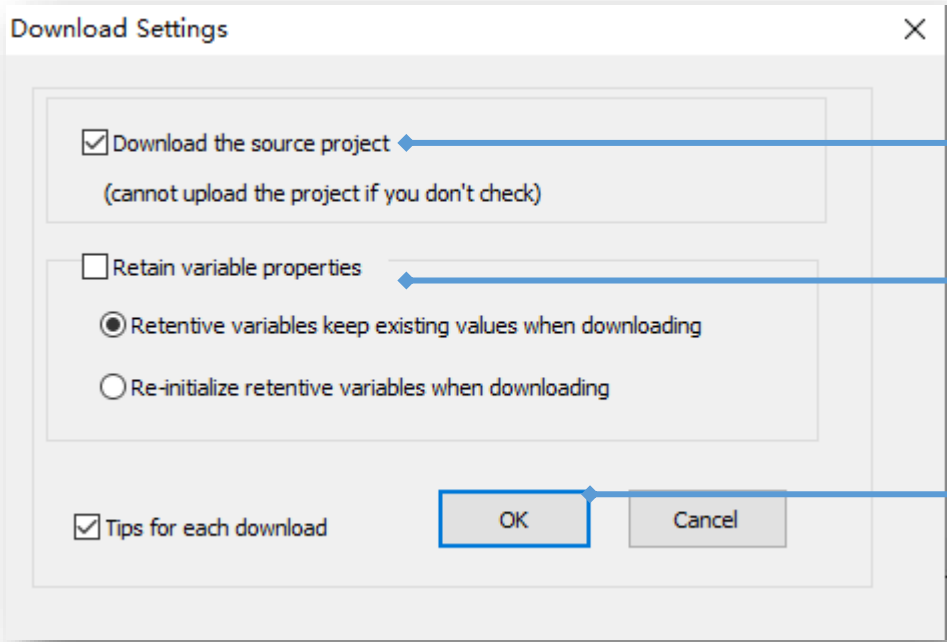 Download Settings
Download the source project
(cannot upload the project if you don't check)
Retain variable properties
Retentive variables keep existing values when downloading
Re-initialize retentive variables when downloading
Tips for each download
OK
Cancel